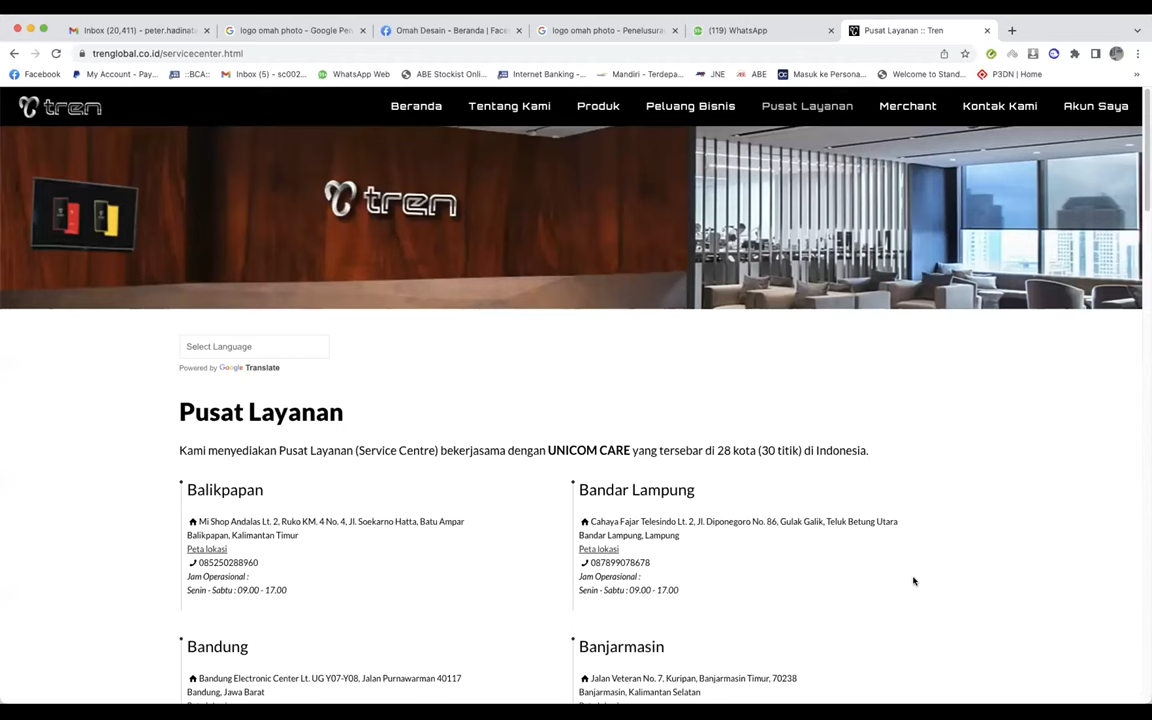 Inbox (20,411) - peter.hadinata
logo omah photo - Google Pen
Omah Desain - Beranda | Face
logo omah photo - Penelusura
(119) WhatsApp
Pusat Layanan :: Tren
trenglobal.co.id/servicecenter.html
Facebook
My Account - Pay...
::BCA::
Inbox (5) - sc002...
WhatsApp Web
ABE Stockist Onli...
Internet Banking -...
Mandiri - Terdepa...
JNE
ABE
Masuk ke Persona...
Welcome to Stand...
P3DN | Home
tren
Beranda
Tentang Kami
Produk
Peluang Bisnis
Pusat Layanan
Merchant
Kontak Kami
Akun Saya
tren
Select Language
Powered by Google Translate
Pusat Layanan
Kami menyediakan Pusat Layanan (Service Centre) bekerjasama dengan UNICOM CARE yang tersebar di 28 kota (30 titik) di Indonesia.
Balikpapan
Mi Shop Andalas Lt. 2, Ruko KM. 4 No. 4, Jl. Soekarno Hatta, Batu Ampar
Balikpapan, Kalimantan Timur
Peta lokasi
085250288960
Jam Operasional :
Senin - Sabtu : 09.00 - 17.00
Bandar Lampung
Cahaya Fajar Telesindo Lt. 2, Jl. Diponegoro No. 86, Gulak Galik, Teluk Betung Utara
Bandar Lampung, Lampung
Peta lokasi
087899078678
Jam Operasional :
Senin - Sabtu : 09.00 - 17.00
Bandung
Bandung Electronic Center Lt. UG Y07-Y08, Jalan Purnawarman 40117
Bandung, Jawa Barat
Banjarmasin
Jalan Veteran No. 7, Kuripan, Banjarmasin Timur, 70238
Banjarmasin, Kalimantan Selatan